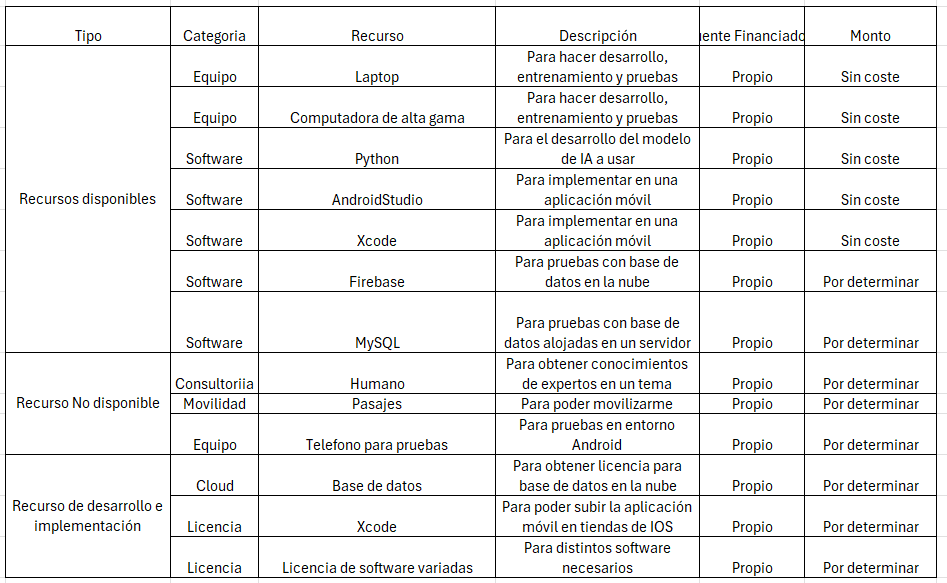 Tipo Categoria Recurso Descripción uente Financiado Monto
Recursos disponibles
Equipo Laptop Para hacer desarrollo,
entrenamiento y pruebas Propio Sin coste
Equipo Computadora de alta gama Para hacer desarrollo,
entrenamiento y pruebas Propio Sin coste
Software Python Para el desarrollo del modelo
de IA a usar Propio Sin coste
Software AndroidStudio Para implementar en una
aplicación móvil Propio Sin coste
Software Xcode Para implementar en una
aplicación móvil Propio Sin coste
Software Firebase Para pruebas con base de
datos en la nube Propio Por determinar
Software MySQL Para pruebas con base de
datos alojadas en un servidor Propio Por determinar
Recurso No disponible
Consultoriia Humano Para obtener conocimientos
de expertos en un tema Propio Por determinar
Movilidad Pasajes Para poder movilizarme Propio Por determinar
Equipo Telefono para pruebas Para pruebas en entorno
Android Propio Por determinar
Recurso de desarrollo e
implementación
Cloud Base de datos Para obtener licencia para
base de datos en la nube Propio Por determinar
Licencia Xcode Para poder subir la aplicación
móvil en tiendas de IOS Propio Por determinar
Licencia Licencia de software variadas Para distintos software
necesarios Propio Por determinar